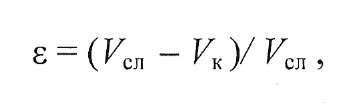 ε = (Vсл – Vк)/ Vсл ,